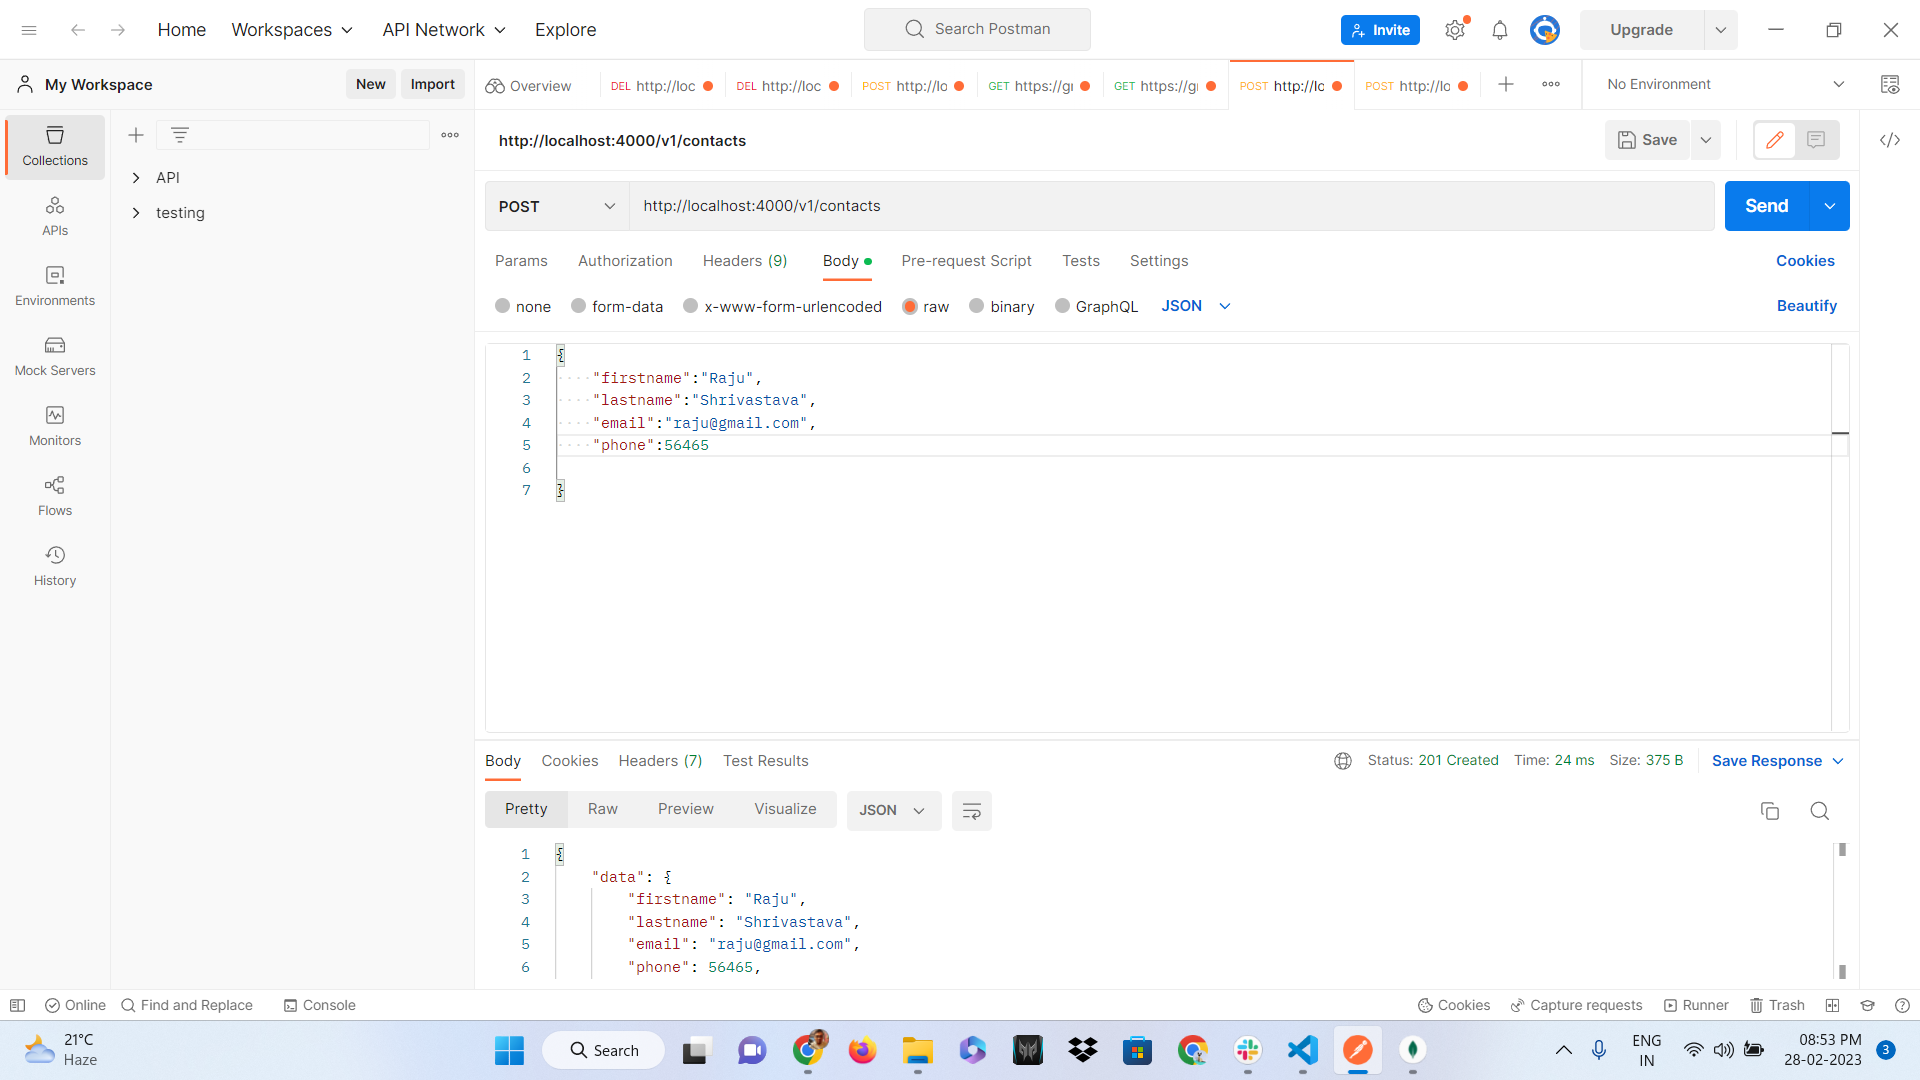 Home Workspaces API Network Explore Search Postman Invite Upgrade
My Workspace New Import Overview DEL http://loc DEL http://loc POST http://lo GET https://gr GET https://gr POST http://lo POST http://lo No Environment
Collections
APIs
Environments
Mock Servers
Monitors
Flows
History
API
testing
http://localhost:4000/v1/contacts Save
POST http://localhost:4000/v1/contacts Send
Params Authorization Headers (9) Body Pre-request Script Tests Settings Cookies
none form-data x-www-form-urlencoded raw binary GraphQL JSON Beautify
1 {
2 "firstname":"Raju",
3 "lastname":"Shrivastava",
4 "email":"raju@gmail.com",
5 "phone":56465
6
7 }
Body Cookies Headers (7) Test Results Status: 201 Created Time: 24 ms Size: 375 B Save Response
Pretty Raw Preview Visualize JSON
1 {
2 "data": {
3 "firstname": "Raju",
4 "lastname": "Shrivastava",
5 "email": "raju@gmail.com",
6 "phone": 56465,
Online Find and Replace Console Cookies Capture requests Runner Trash
21°C
Haze
Search
ENG
IN
08:53 PM
28-02-2023
3